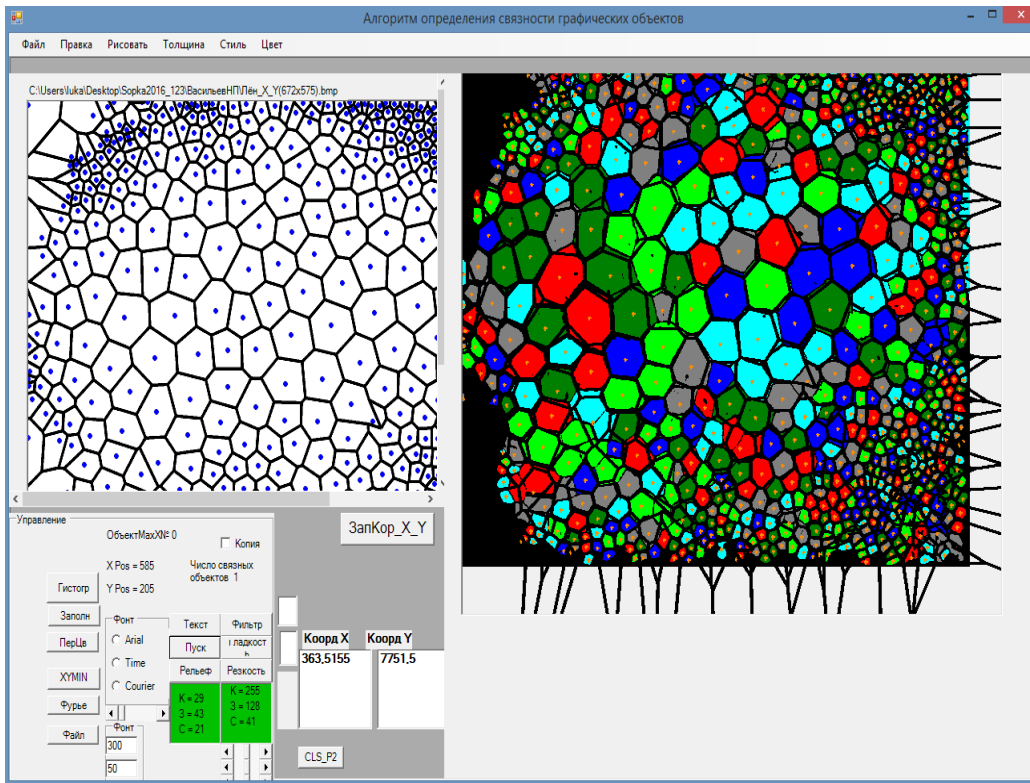 Алгоритм определения связности графических объектов
Файл Правка Рисовать Толщина Стиль Цвет
C:\Users\luka\Desktop\Sopka2016_123\ВасильевНП\Лён_X_Y(672x575).bmp
Управление
ОбъектMaxXN= 0
Копия
ЗапКор_X_Y
X Pos = 585
Число связных
объектов 1
Y Pos = 205
Гистогр
Заполн
ПерЦв
XYMIN
Фурье
Файл
Фонт
Arial
Time
Courier
Текст Фильтр
Пуск
Рельеф Резкость
K = 29
З = 43
C = 21
K = 255
З = 128
C = 41
Фонт
300
50
Коорд X Коорд Y
363,5155 7751,5
CLS_P2